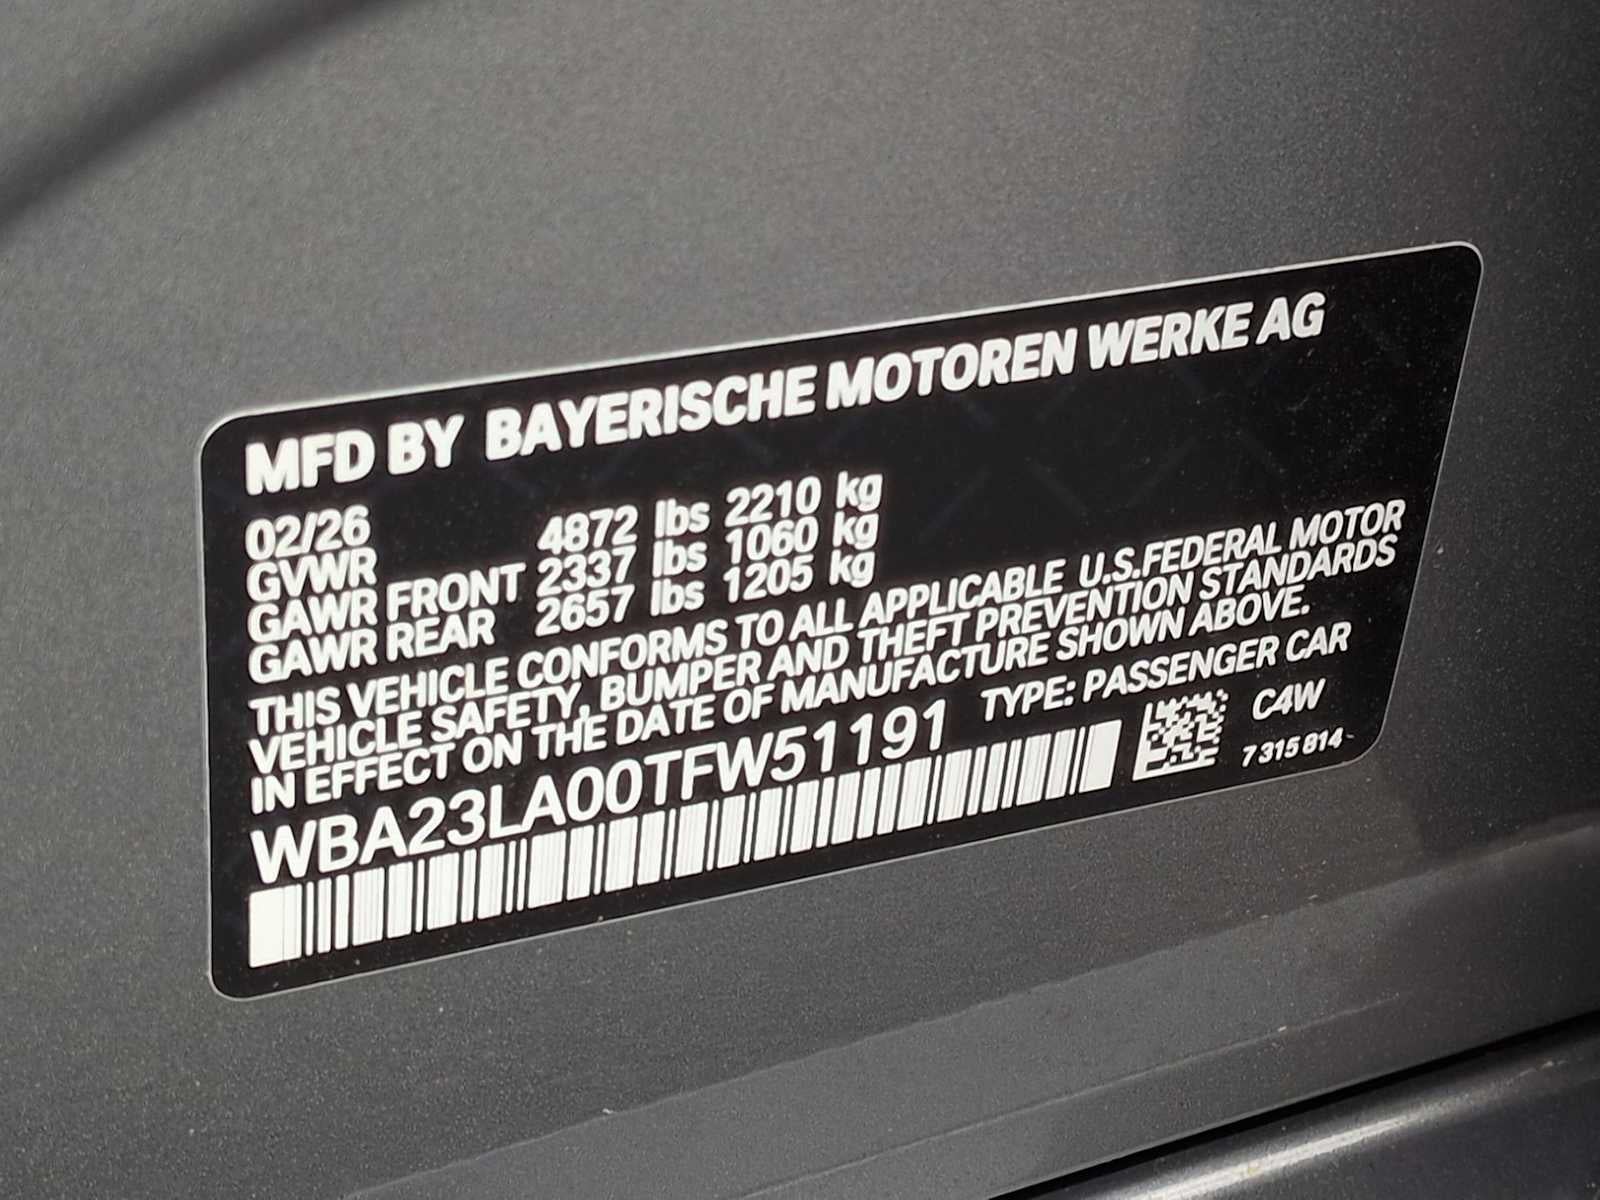 MFD BY BAYERISCHE MOTOREN WERKE AG
02/26
GVWR 4872 lbs 2210 kg
GAWR FRONT 2337 lbs 1060 kg
GAWR REAR 2657 lbs 1205 kg
THIS VEHICLE CONFORMS TO ALL APPLICABLE U.S.FEDERAL MOTOR
VEHICLE SAFETY, BUMPER AND THEFT PREVENTION STANDARDS
IN EFFECT ON THE DATE OF MANUFACTURE SHOWN ABOVE.
WBA23LA00TFW51191 TYPE: PASSENGER CAR
C4W
7 315 814